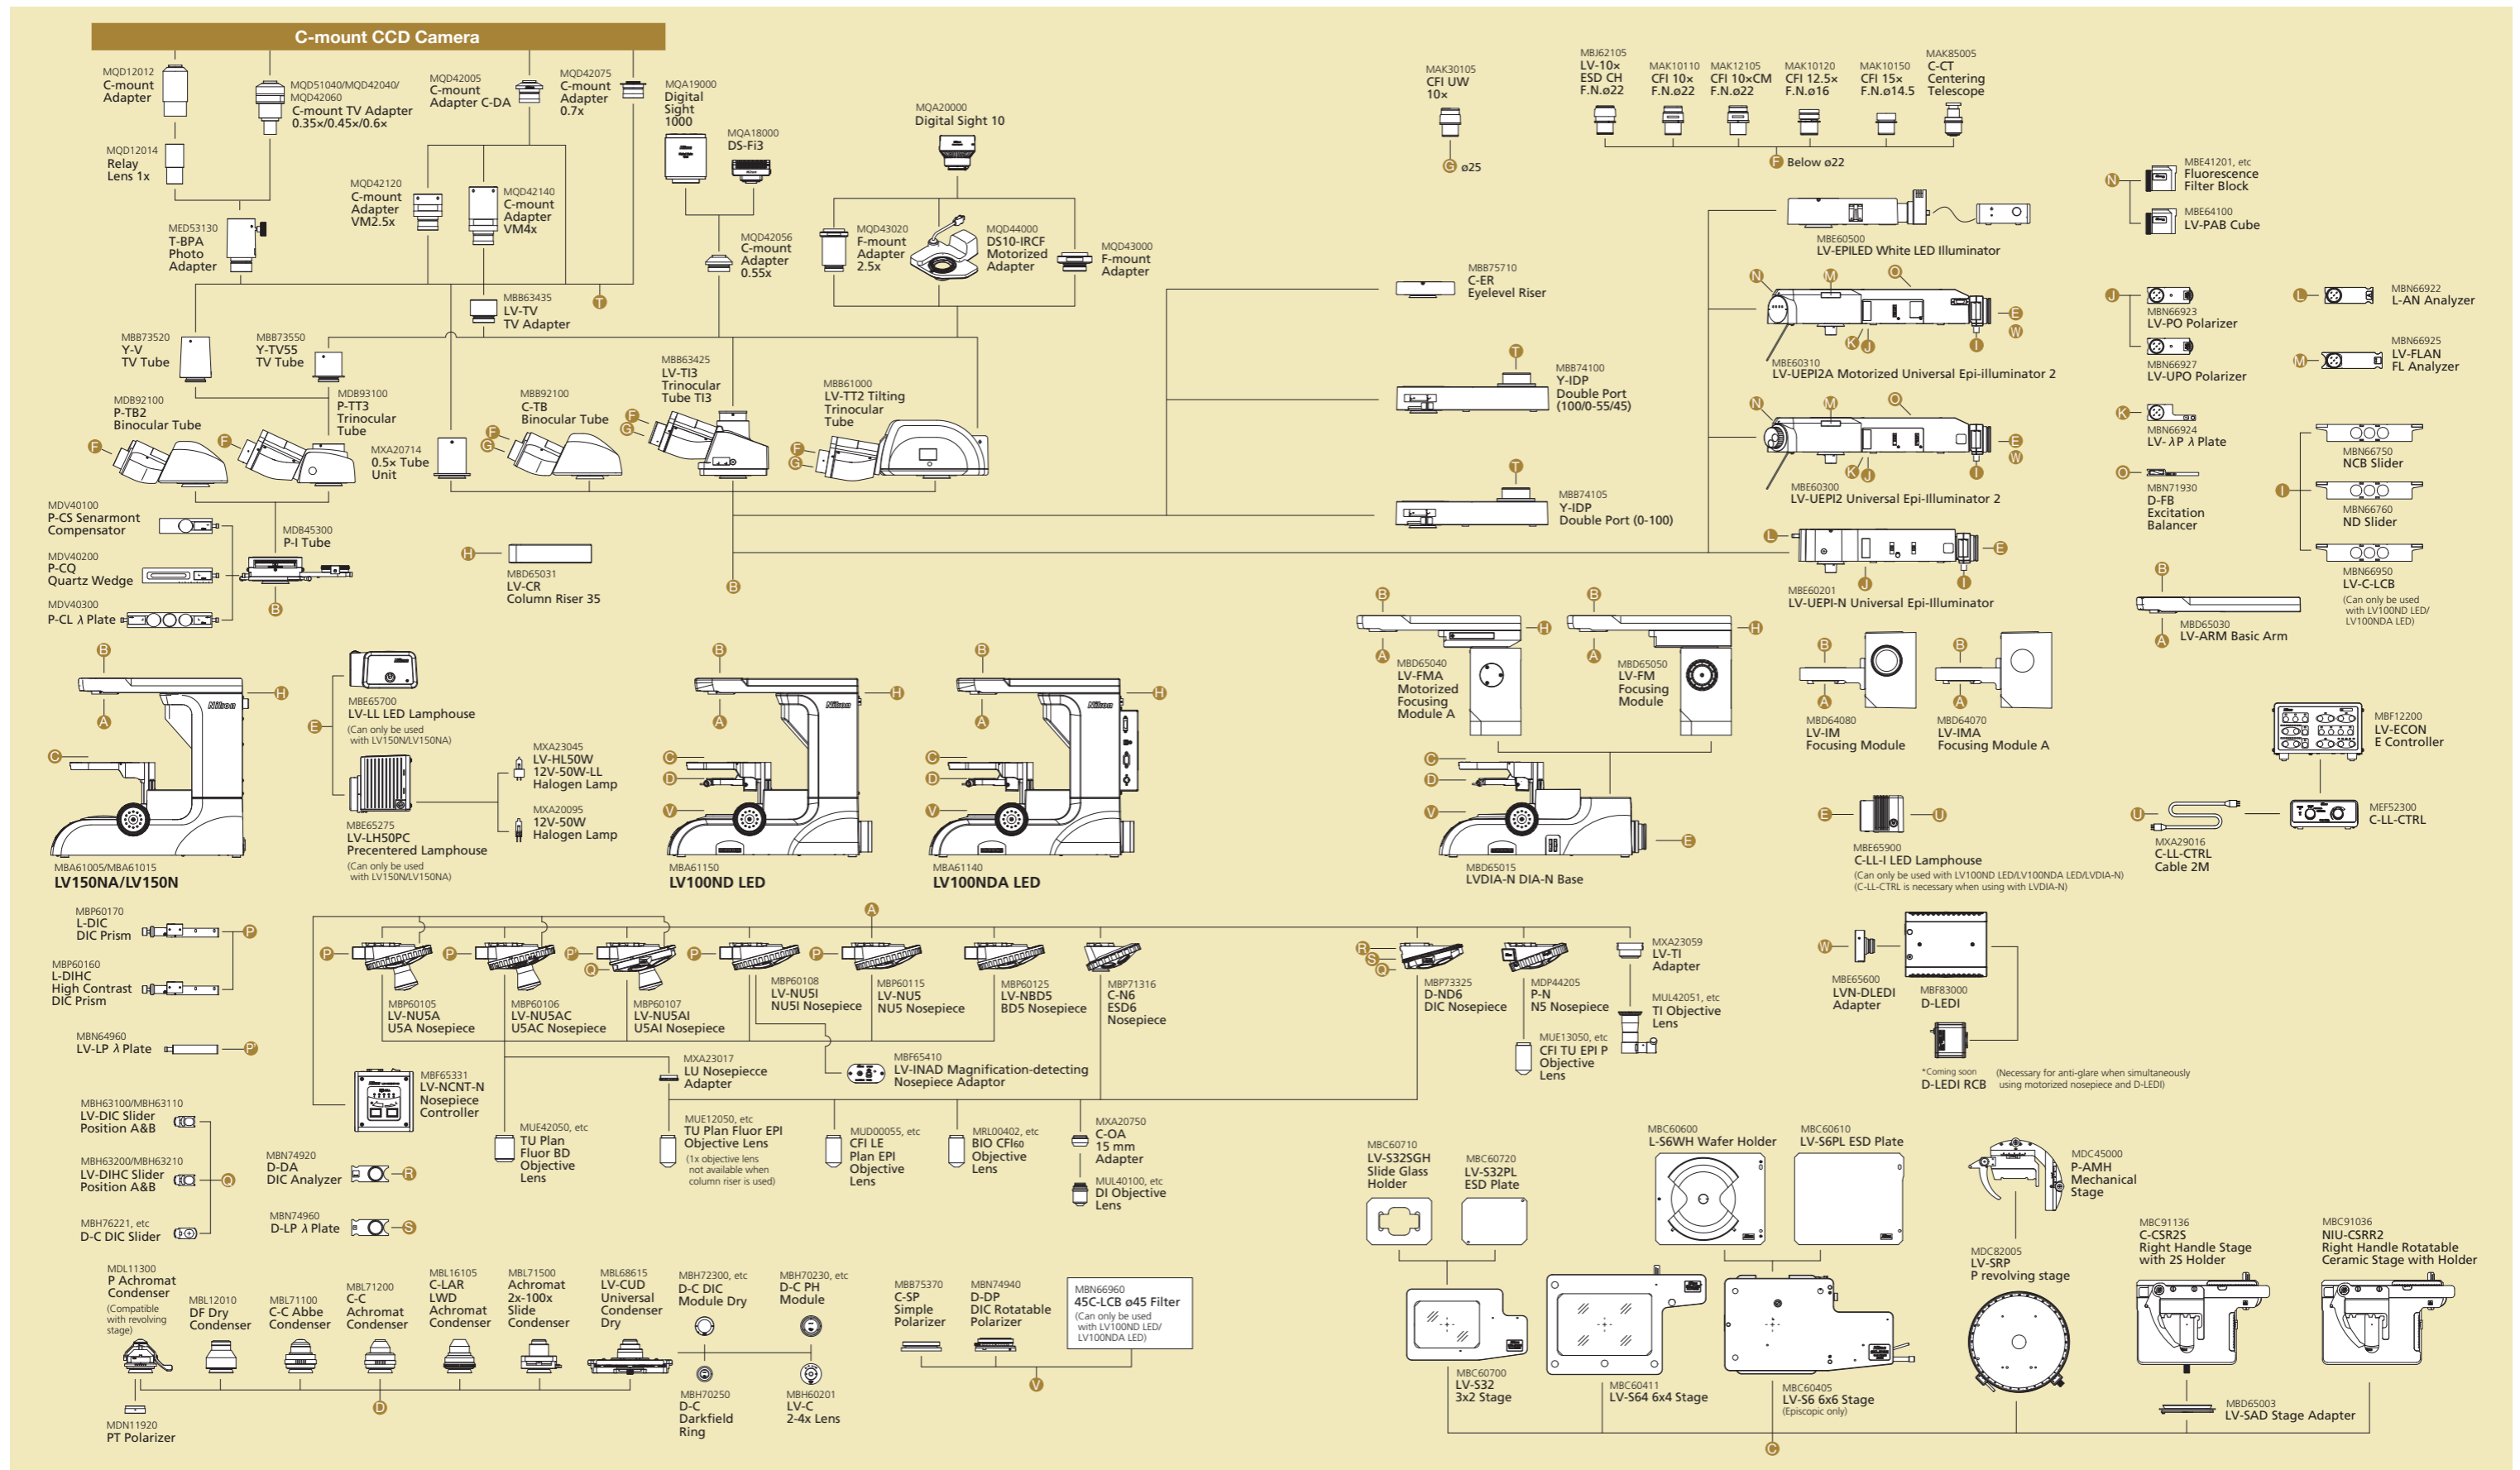 C-mount CCD Camera
MQD12012
C-mount
Adapter
MQD51040/MQD42040/
MQD42060
C-mount TV Adapter
0.35×/0.45×/0.6×
MQD42005
C-mount
Adapter C-DA
MQD42075
C-mount
Adapter
0.7x
MQA19000
Digital
Sight
1000
MQA18000
DS-Fi3
MQA20000
Digital Sight 10
MQD12014
Relay
Lens 1x
MQD42120
C-mount
Adapter
VM2.5x
MQD42140
C-mount
Adapter
VM4x
MED53130
T-BPA
Photo
Adapter
MQD42056
C-mount
Adapter
0.55x
MQD43020
F-mount
Adapter
2.5x
MQD44000
DS10-IRCF
Motorized
Adapter
MQD43000
F-mount
Adapter
T
MBB63435
LV-TV
TV Adapter
MBB73520
Y-V
TV Tube
MBB73550
Y-TV55
TV Tube
MDB92100
P-TB2
Binocular Tube
F
MDB93100
P-TT3
Trinocular
Tube
F
MXA20714
0.5× Tube
Unit
MBB92100
C-TB
Binocular Tube
F
G
MBB63425
LV-TI3
Trinocular
Tube TI3
F
G
MBB61000
LV-TT2 Tilting
Trinocular
Tube
F
G
MDV40100
P-CS Senarmont
Compensator
MDV40200
P-CQ
Quartz Wedge
MDV40300
P-CL λ Plate
MDB45300
P-I Tube
B
H
MBD65031
LV-CR
Column Riser 35
B
MAK30105
CFI UW
10×
G ø25
MBJ62105
LV-10×
ESD CH
F.N.ø22
MAK10110
CFI 10×
F.N.ø22
MAK12105
CFI 10×CM
F.N.ø22
MAK10120
CFI 12.5×
F.N.ø16
MAK10150
CFI 15×
F.N.ø14.5
MAK85005
C-CT
Centering
Telescope
F Below ø22
MBB75710
C-ER
Eyelevel Riser
T
MBB74100
Y-IDP
Double Port
(100/0-55/45)
T
MBB74105
Y-IDP
Double Port (0-100)
MBE60500
LV-EPILED White LED Illuminator
N
M
O
E
W
K
J
I
MBE60310
LV-UEPI2A Motorized Universal Epi-illuminator 2
N
M
O
E
W
K
J
I
MBE60300
LV-UEPI2 Universal Epi-Illuminator 2
L
E
J
I
MBE60201
LV-UEPI-N Universal Epi-Illuminator
N
MBE41201, etc
Fluorescence
Filter Block
MBE64100
LV-PAB Cube
J
MBN66923
LV-PO Polarizer
MBN66927
LV-UPO Polarizer
L
MBN66922
L-AN Analyzer
M
MBN66925
LV-FLAN
FL Analyzer
K
MBN66924
LV-λP λ Plate
O
MBN71930
D-FB
Excitation
Balancer
I
MBN66750
NCB Slider
MBN66760
ND Slider
MBN66950
LV-C-LCB
(Can only be used
with LV100ND LED/
LV100NDA LED)
B
A
MBD65030
LV-ARM Basic Arm
B
H
A
C
Nikon
MBA61005/MBA61015
LV150NA/LV150N
E
MBE65700
LV-LL LED Lamphouse
(Can only be used
with LV150N/LV150NA)
MBE65275
LV-LH50PC
Precentered Lamphouse
(Can only be used
with LV150N/LV150NA)
MXA23045
LV-HL50W
12V-50W-LL
Halogen Lamp
MXA20095
12V-50W
Halogen Lamp
B
H
A
C
D
V
Nikon
MBA61150
LV100ND LED
B
H
A
C
D
V
Nikon
MBA61140
LV100NDA LED
B
H
A
MBD65040
LV-FMA
Motorized
Focusing
Module A
B
H
A
MBD65050
LV-FM
Focusing
Module
B
A
MBD64080
LV-IM
Focusing Module
B
A
MBD64070
LV-IMA
Focusing Module A
C
D
V
E
MBD65015
LVDIA-N DIA-N Base
E
U
MBE65900
C-LL-I LED Lamphouse
(Can only be used with LV100ND LED/LV100NDA LED/LVDIA-N)
(C-LL-CTRL is necessary when using with LVDIA-N)
MBF12200
LV-ECON
E Controller
U
MXA29016
C-LL-CTRL
Cable 2M
MEF52300
C-LL-CTRL
MBP60170
L-DIC
DIC Prism
P
MBP60160
L-DIHC
High Contrast
DIC Prism
MBN64960
LV-LP λ Plate
P'
A
P
MBP60105
LV-NU5A
U5A Nosepiece
P
MBP60106
LV-NU5AC
U5AC Nosepiece
P'
Q
MBP60107
LV-NU5AI
U5AI Nosepiece
P
MBP60108
LV-NU5I
NU5I Nosepiece
P
MBP60115
LV-NU5
NU5 Nosepiece
MBP60125
LV-NBD5
BD5 Nosepiece
MBP71316
C-N6
ESD6
Nosepiece
R
S
Q
MBP73325
D-ND6
DIC Nosepiece
MDP44205
P-N
N5 Nosepiece
MXA23059
LV-TI
Adapter
MUL42051, etc
TI Objective
Lens
MUE13050, etc
CFI TU EPI P
Objective
Lens
MBF65331
LV-NCNT-N
Nosepiece
Controller
MXA23017
LU Nosepiecce
Adapter
MBF65410
LV-INAD Magnification-detecting
Nosepiece Adaptor
MUE42050, etc
TU Plan
Fluor BD
Objective
Lens
MUE12050, etc
TU Plan Fluor EPI
Objective Lens
(1x objective lens
not available when
column riser is used)
MUD00055, etc
CFI LE
Plan EPI
Objective
Lens
MRL00402, etc
BIO CFI60
Objective
Lens
MXA20750
C-OA
15 mm
Adapter
MUL40100, etc
DI Objective
Lens
W
MBE65600
LVN-DLEDI
Adapter
MBF83000
D-LEDI
*Coming soon
D-LEDI RCB
(Necessary for anti-glare when simultaneously
using motorized nosepiece and D-LEDI)
MBH63100/MBH63110
LV-DIC Slider
Position A&B
MBH63200/MBH63210
LV-DIHC Slider
Position A&B
Q
MBH76221, etc
D-C DIC Slider
MBN74920
D-DA
DIC Analyzer
R
MBN74960
D-LP λ Plate
S
MDL11300
P Achromat
Condenser
(Compatible
with revolving
stage)
MBL12010
DF Dry
Condenser
MBL71100
C-C Abbe
Condenser
MBL71200
C-C
Achromat
Condenser
MBL16105
C-LAR
LWD
Achromat
Condenser
MBL71500
Achromat
2x-100x
Slide
Condenser
MBL68615
LV-CUD
Universal
Condenser
Dry
D
MDN11920
PT Polarizer
MBH72300, etc
D-C DIC
Module Dry
MBH70230, etc
D-C PH
Module
MBH70250
D-C
Darkfield
Ring
MBH60201
LV-C
2-4x Lens
MBB75370
C-SP
Simple
Polarizer
MBN74940
D-DP
DIC Rotatable
Polarizer
MBN66960
45C-LCB ø45 Filter
(Can only be used
with LV100ND LED/
LV100NDA LED)
V
MBC60710
LV-S32SGH
Slide Glass
Holder
MBC60720
LV-S32PL
ESD Plate
MBC60600
L-S6WH Wafer Holder
MBC60610
LV-S6PL ESD Plate
MDC45000
P-AMH
Mechanical
Stage
MBC60700
LV-S32
3x2 Stage
MBC60411
LV-S64 6x4 Stage
MBC60405
LV-S6 6x6 Stage
(Episcopic only)
MDC82005
LV-SRP
P revolving stage
MBC91136
C-CSR2S
Right Handle Stage
with 2S Holder
MBC91036
NIU-CSRR2
Right Handle Rotatable
Ceramic Stage with Holder
MBD65003
LV-SAD Stage Adapter
C